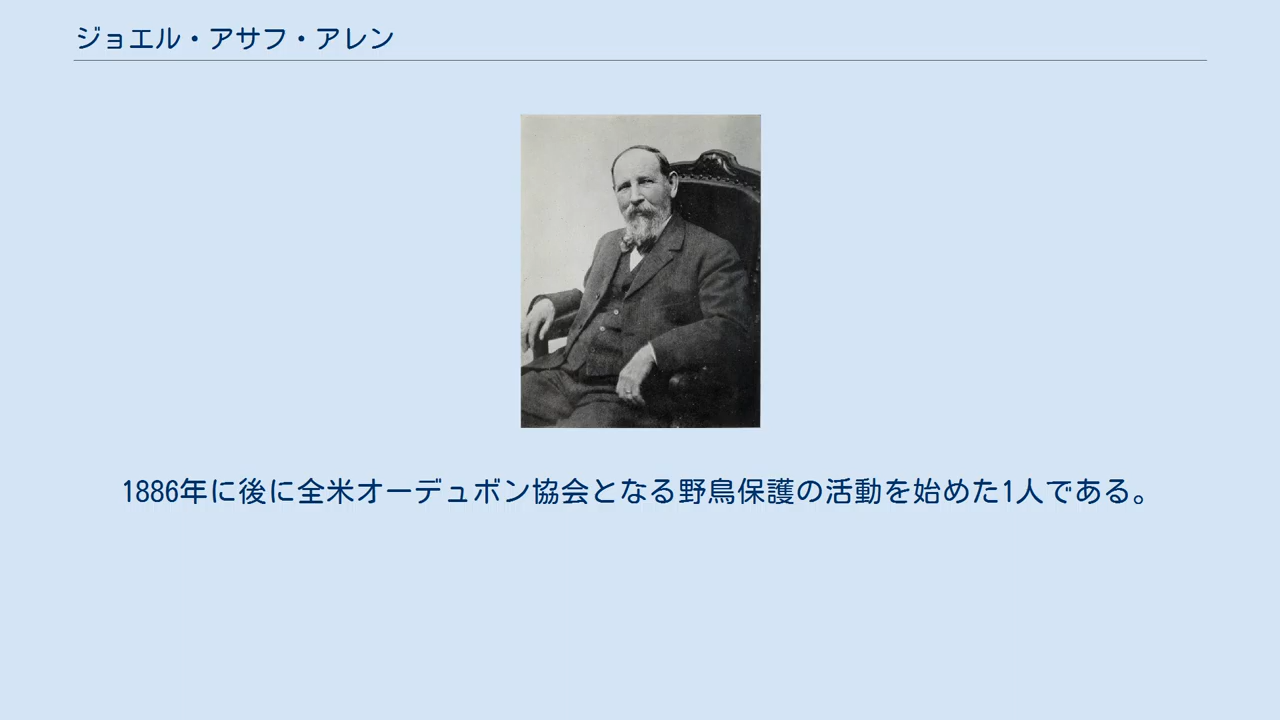 ジョエル・アサフ・アレン
1886年に後に全米オーデュボン協会となる野鳥保護の活動を始めた1人である。